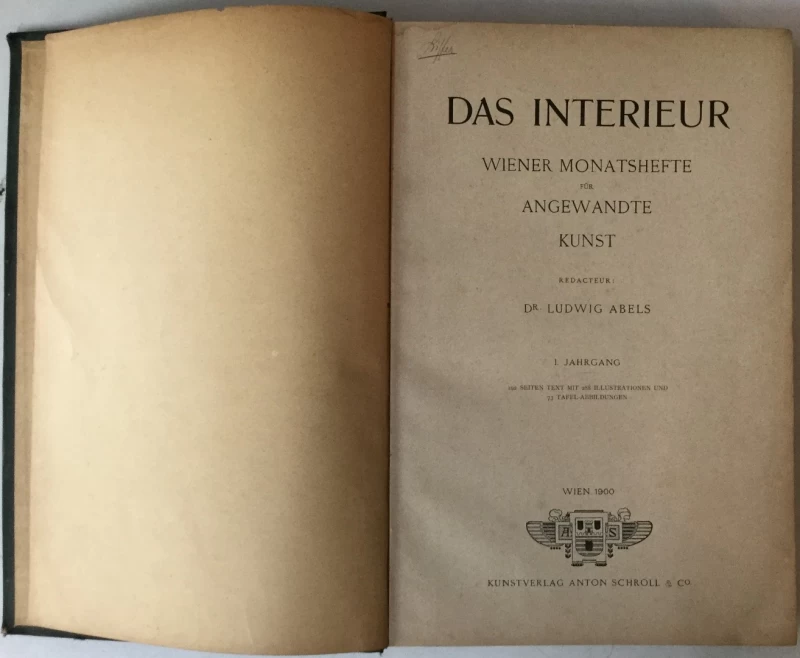 DAS INTERIEUR
WIENER MONATSHEFTE
FÜR
ANGEWANDTE
KUNST
REDACTEUR:
DR. LUDWIG ABELS
I. JAHRGANG
SEITEN TEXT MIT ILLUSTRATIONEN UND
TAFEL-ABBILDUNGEN
WIEN 1900
A S
KUNSTVERLAG ANTON SCHROLL & CO.